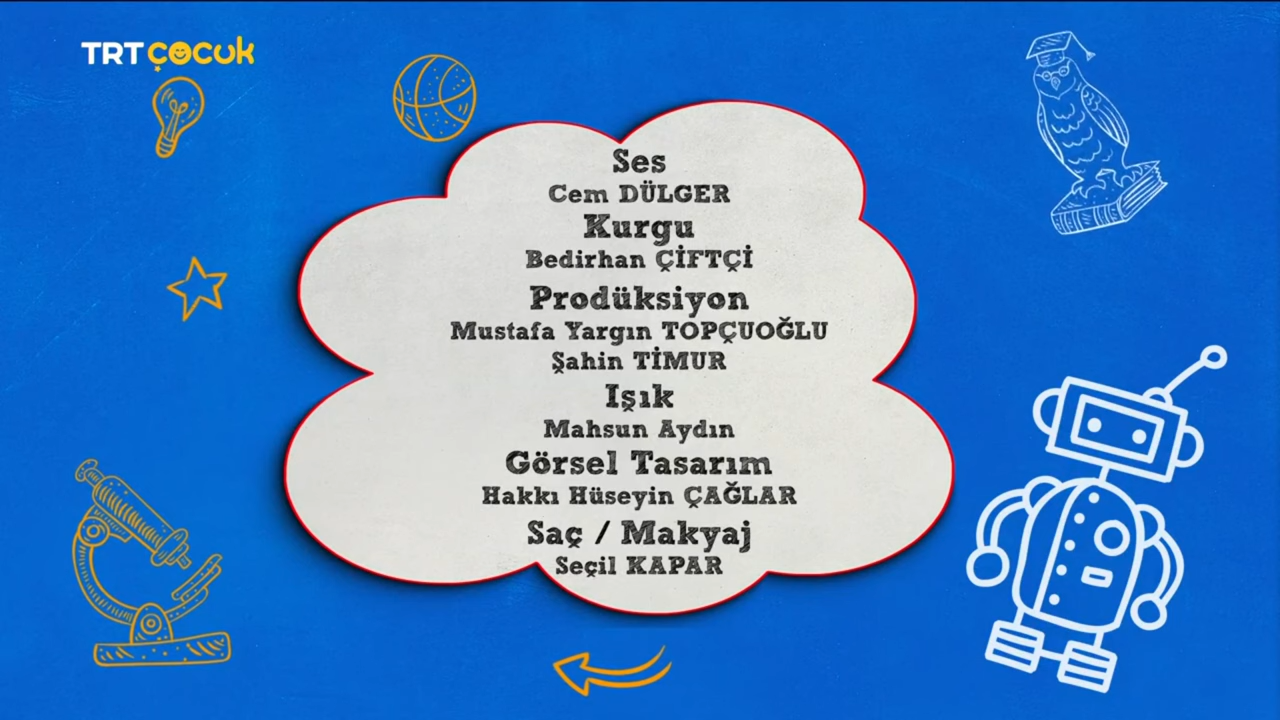 TRT çocuk
Ses
Cem DÜLGER
Kurgu
Bedirhan ÇİFTÇİ
Prodüksiyon
Mustafa Yargın TOPÇUOĞLU
Şahin TİMUR
Işık
Mahsun Aydın
Görsel Tasarım
Hakkı Hüseyin ÇAĞLAR
Saç / Makyaj
Seçil KAPAR